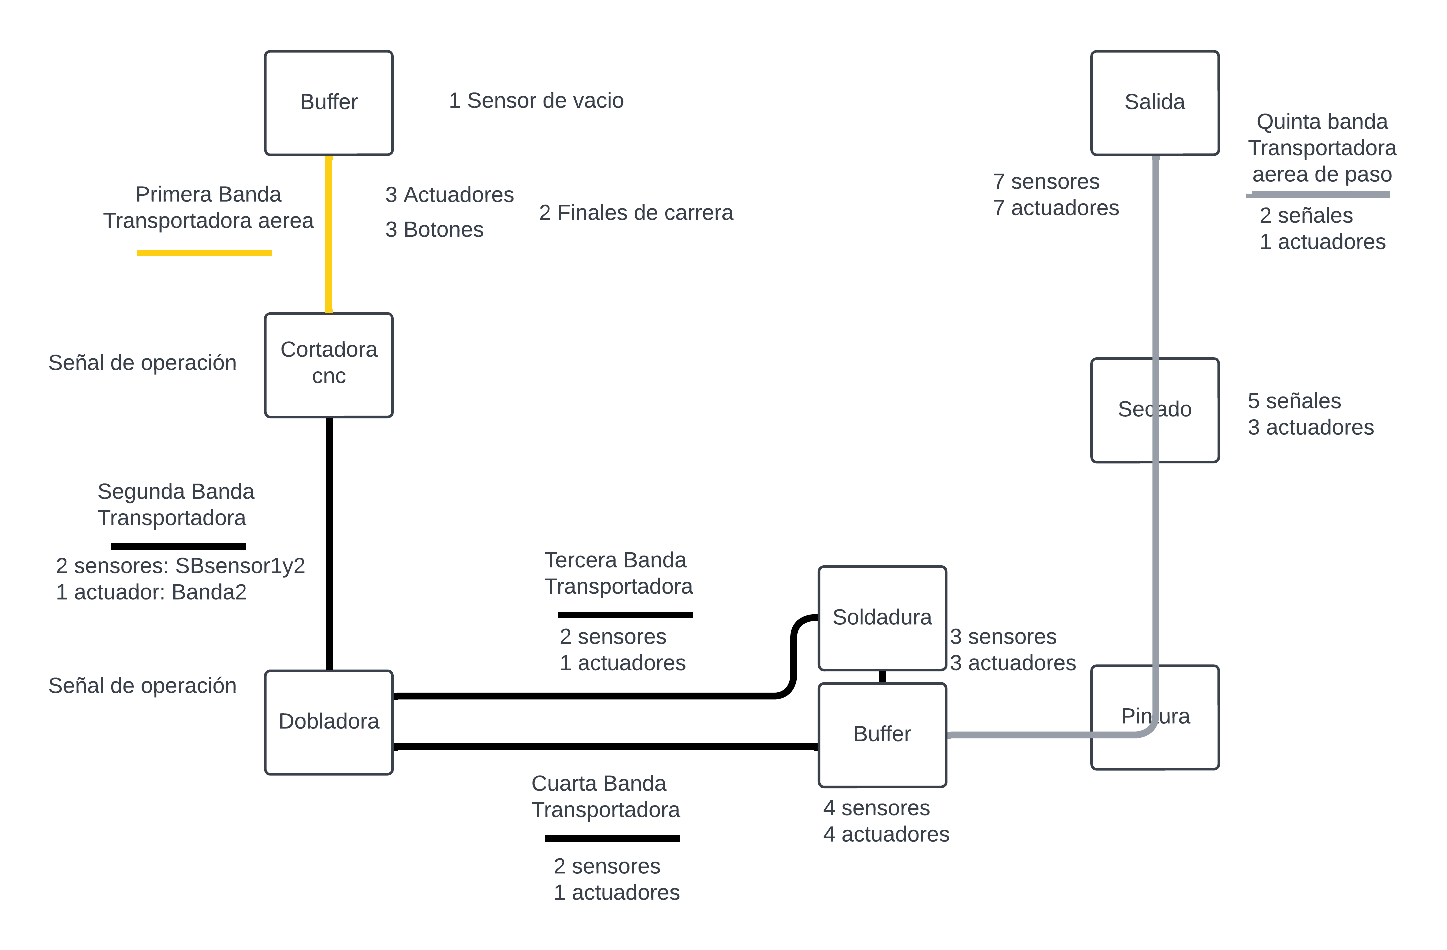 Buffer
1 Sensor de vacio
Primera Banda
Transportadora aerea
3 Actuadores
3 Botones
2 Finales de carrera
Señal de operación
Cortadora
cnc
Segunda Banda
Transportadora
2 sensores: SBsensor1y2
1 actuador: Banda2
Señal de operación
Dobladora
Tercera Banda
Transportadora
2 sensores
1 actuadores
Cuarta Banda
Transportadora
2 sensores
1 actuadores
Soldadura
3 sensores
3 actuadores
Buffer
4 sensores
4 actuadores
Pintura
Secado
5 señales
3 actuadores
7 sensores
7 actuadores
Salida
Quinta banda
Transportadora
aerea de paso
2 señales
1 actuadores